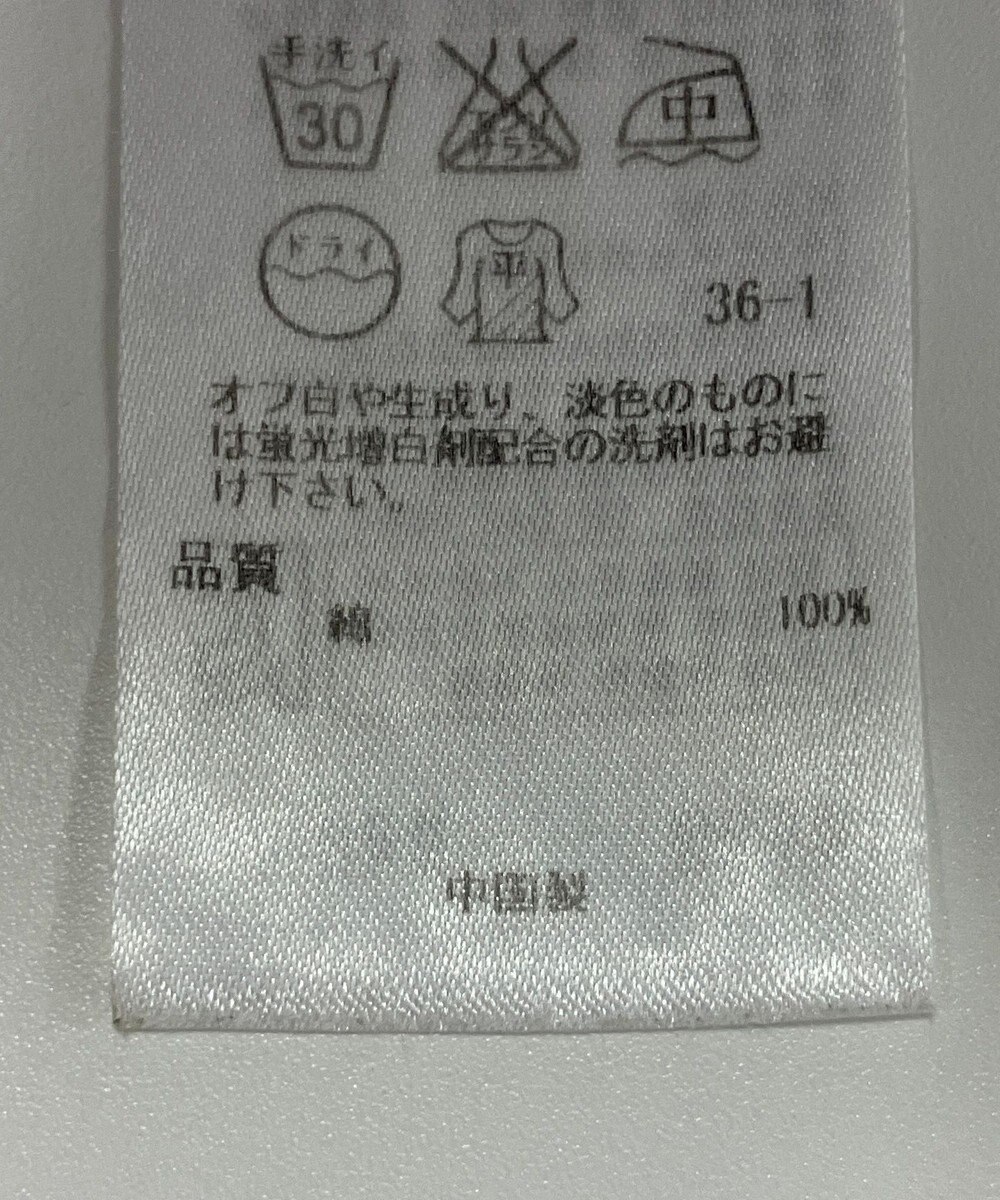 手洗イ
30
エンソ
サラシ
中
ドライ
平
36-1
オフ白や生成り、淡色のものに
は蛍光増白剤配合の洗剤はお避
け下さい。
品質
綿 100%
中国製